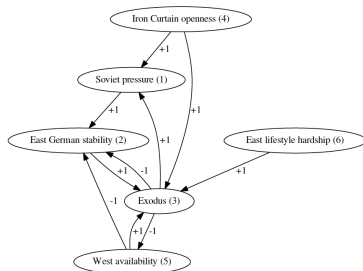 Iron Curtain openness (4)
+1
Soviet pressure (1)
+1
+1
East German stability (2)
East lifestyle hardship (6)
+1
-1
+1
+1
-1
Exodus (3)
+1
-1
West availability (5)